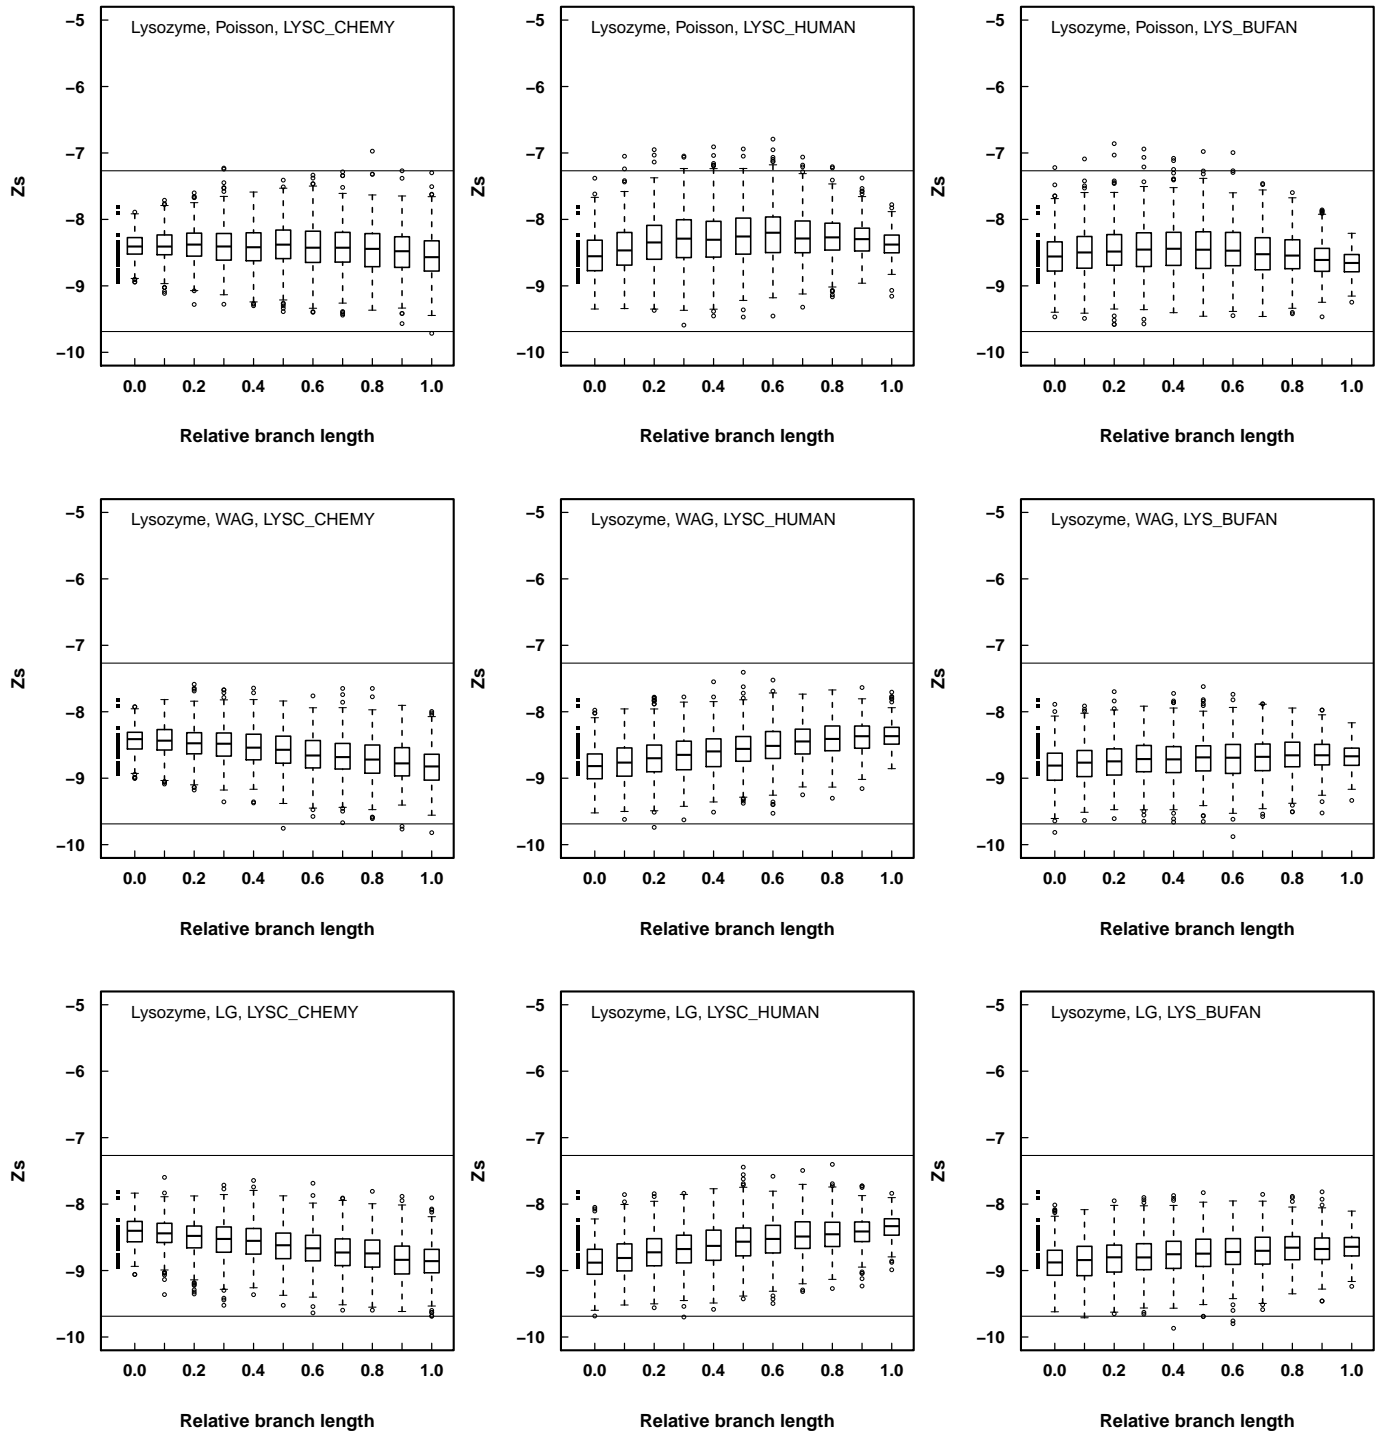 Lysozyme, Poisson, LYSC_CHEMY
−5
−6
−7
−8
−9
−10
Zs
0.0 0.2 0.4 0.6 0.8 1.0
Relative branch length
Lysozyme, Poisson, LYSC_HUMAN
−5
−6
−7
−8
−9
−10
Zs
0.0 0.2 0.4 0.6 0.8 1.0
Relative branch length
Lysozyme, Poisson, LYS_BUFAN
−5
−6
−7
−8
−9
−10
Zs
0.0 0.2 0.4 0.6 0.8 1.0
Relative branch length
Lysozyme, WAG, LYSC_CHEMY
−5
−6
−7
−8
−9
−10
Zs
0.0 0.2 0.4 0.6 0.8 1.0
Relative branch length
Lysozyme, WAG, LYSC_HUMAN
−5
−6
−7
−8
−9
−10
Zs
0.0 0.2 0.4 0.6 0.8 1.0
Relative branch length
Lysozyme, WAG, LYS_BUFAN
−5
−6
−7
−8
−9
−10
Zs
0.0 0.2 0.4 0.6 0.8 1.0
Relative branch length
Lysozyme, LG, LYSC_CHEMY
−5
−6
−7
−8
−9
−10
Zs
0.0 0.2 0.4 0.6 0.8 1.0
Relative branch length
Lysozyme, LG, LYSC_HUMAN
−5
−6
−7
−8
−9
−10
Zs
0.0 0.2 0.4 0.6 0.8 1.0
Relative branch length
Lysozyme, LG, LYS_BUFAN
−5
−6
−7
−8
−9
−10
Zs
0.0 0.2 0.4 0.6 0.8 1.0
Relative branch length